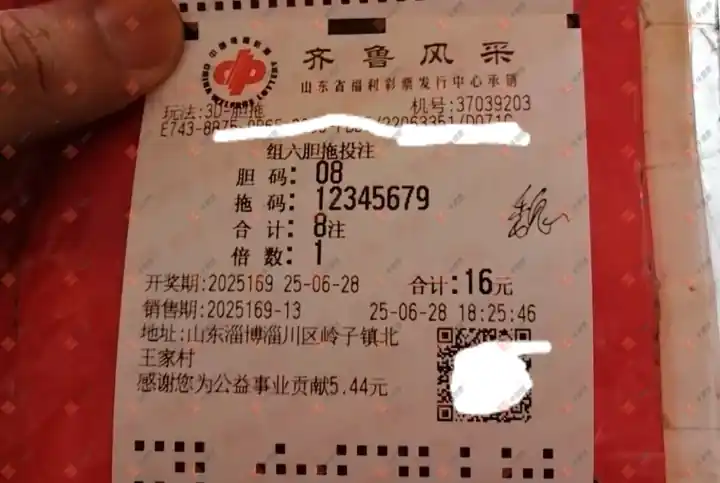 齐鲁风采
山东省福利彩票发行中心承销
玩法:3D-胆拖
机号:37039203
组六胆拖投注
胆 码: 08
拖 码: 12345679
合 计: 8注
倍 数: 1
开奖期:2025169 25-06-28
合计:16元
销售期:2025169-13
25-06-28 18:25:46
地址:山东淄博淄川区岭子镇北
王家村
感谢您为公益事业贡献5.44元